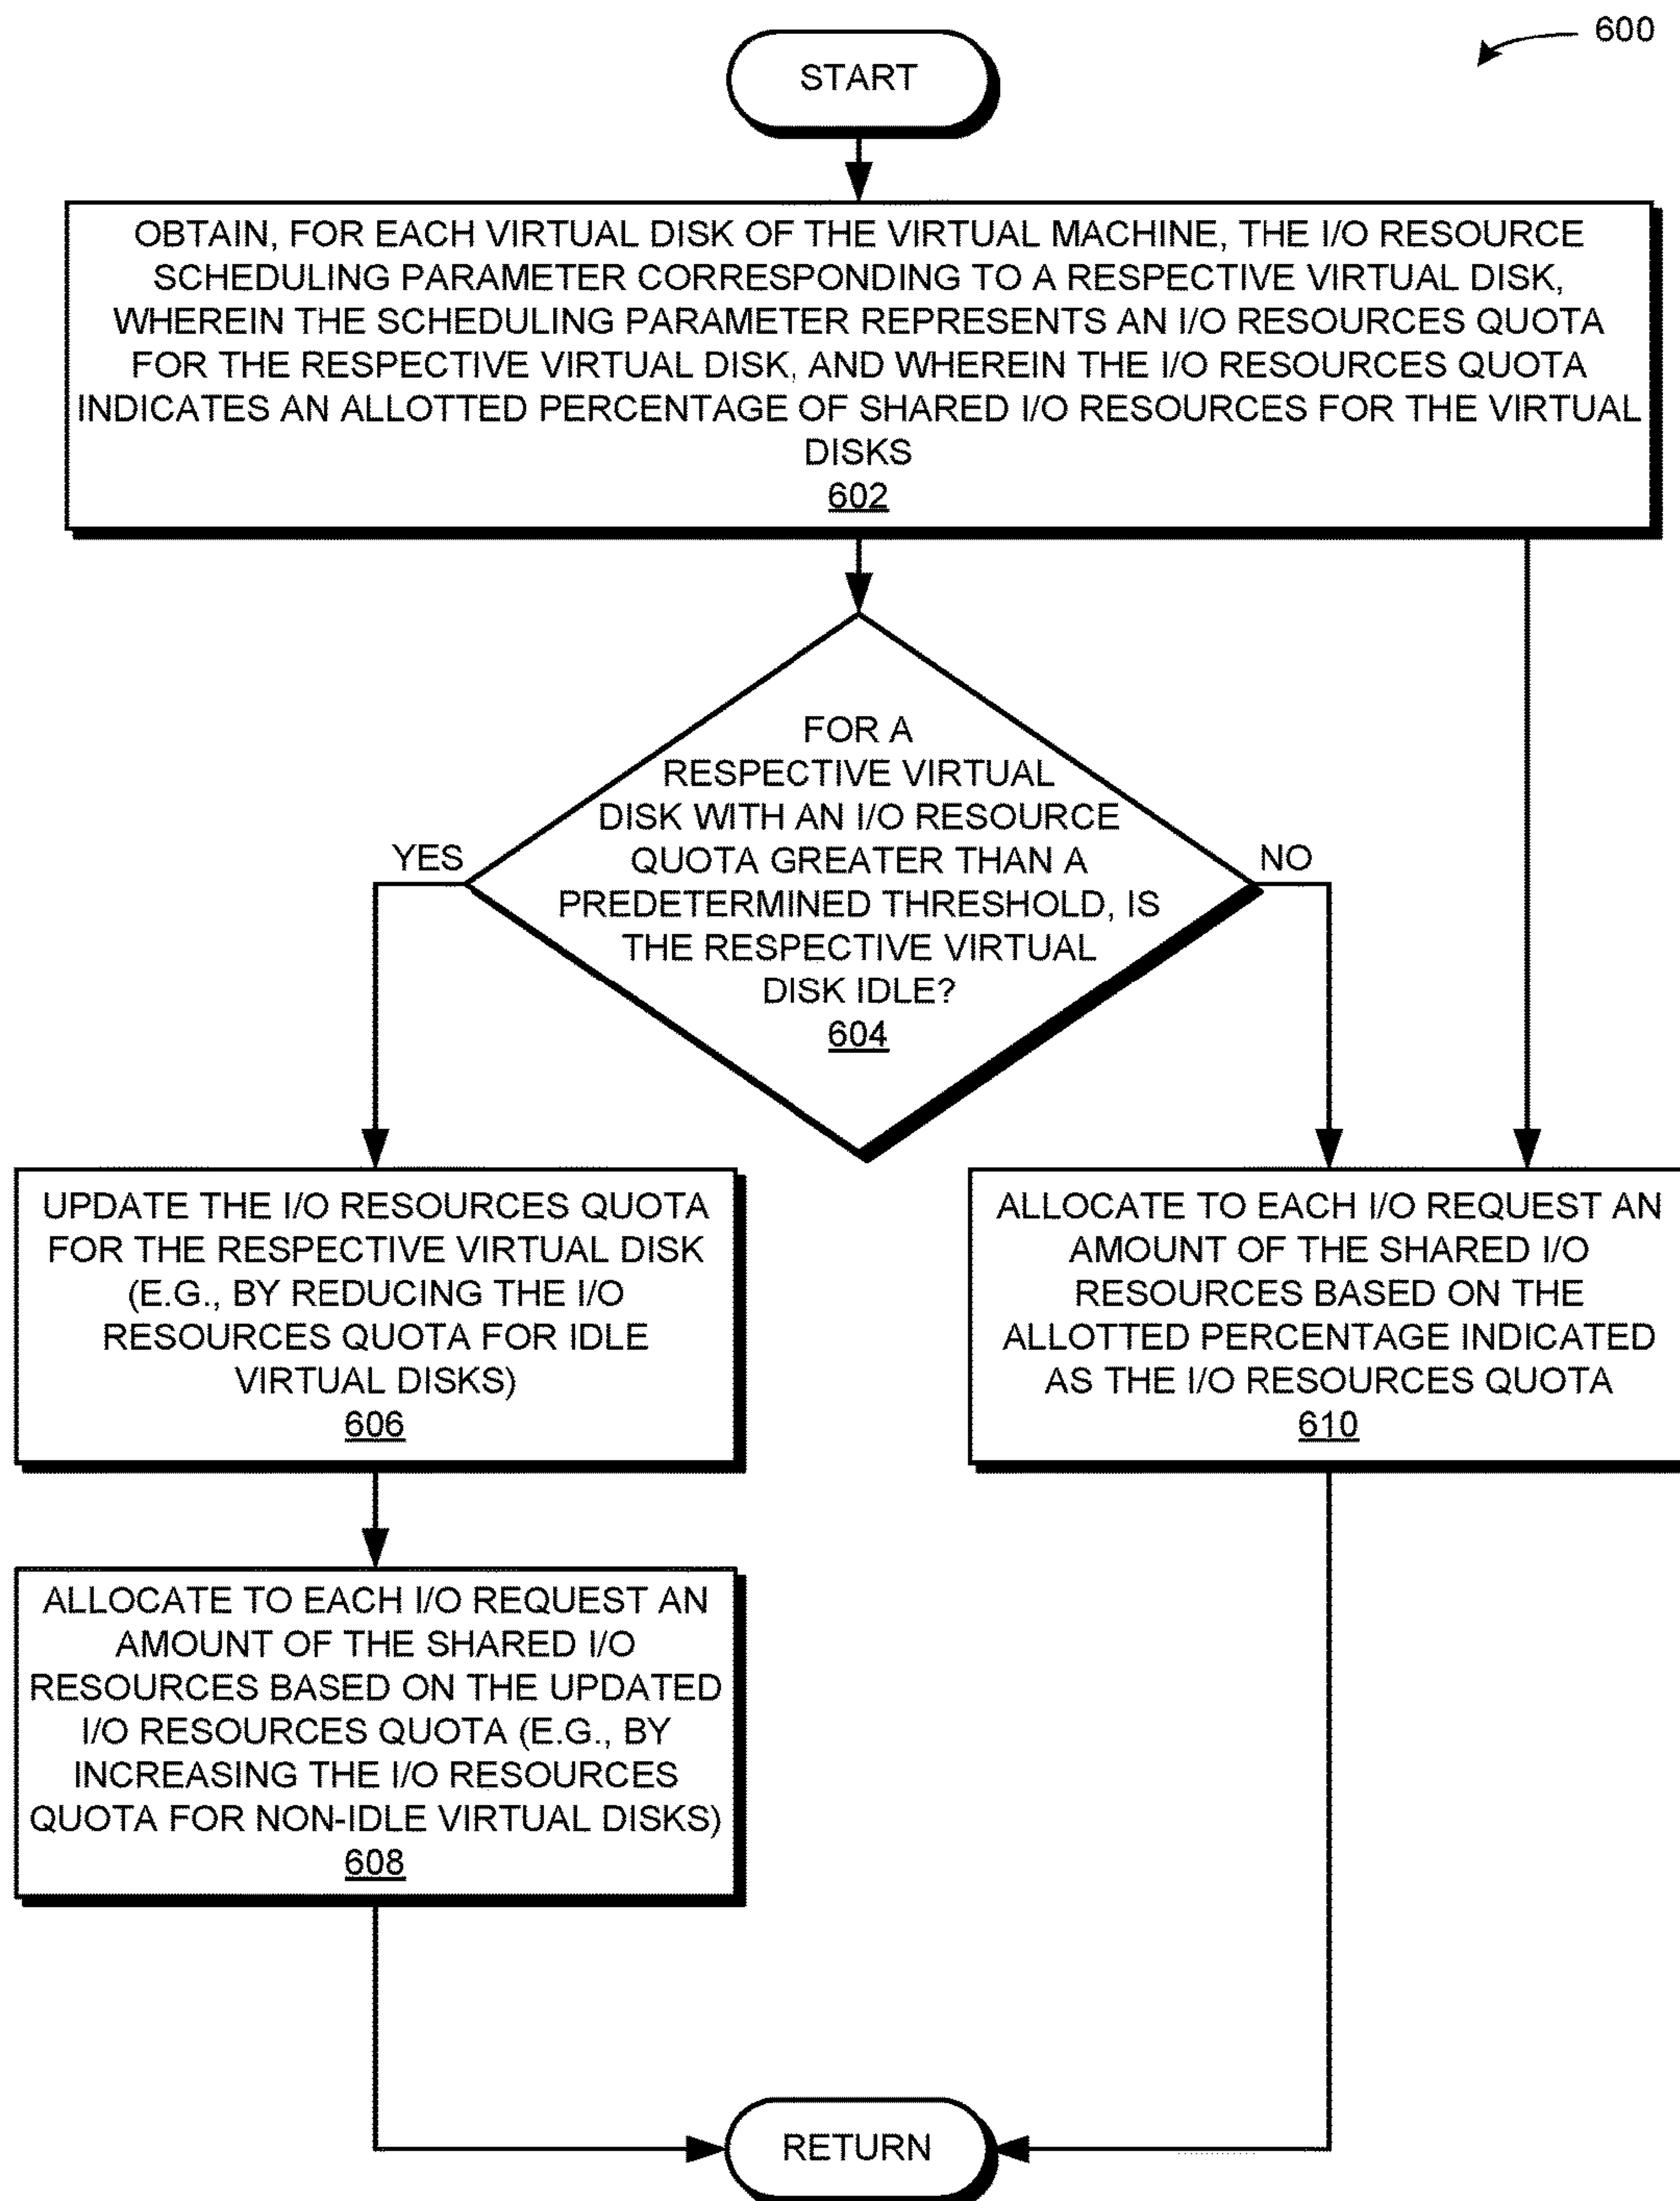 600
START
OBTAIN, FOR EACH VIRTUAL DISK OF THE VIRTUAL MACHINE, THE I/O RESOURCE
SCHEDULING PARAMETER CORRESPONDING TO A RESPECTIVE VIRTUAL DISK,
WHEREIN THE SCHEDULING PARAMETER REPRESENTS AN I/O RESOURCES QUOTA
FOR THE RESPECTIVE VIRTUAL DISK, AND WHEREIN THE I/O RESOURCES QUOTA
INDICATES AN ALLOTTED PERCENTAGE OF SHARED I/O RESOURCES FOR THE VIRTUAL
DISKS
602
FOR A
RESPECTIVE VIRTUAL
DISK WITH AN I/O RESOURCE
QUOTA GREATER THAN A
PREDETERMINED THRESHOLD, IS
THE RESPECTIVE VIRTUAL
DISK IDLE?
604
YES
NO
UPDATE THE I/O RESOURCES QUOTA
FOR THE RESPECTIVE VIRTUAL DISK
(E.G., BY REDUCING THE I/O
RESOURCES QUOTA FOR IDLE
VIRTUAL DISKS)
606
ALLOCATE TO EACH I/O REQUEST AN
AMOUNT OF THE SHARED I/O
RESOURCES BASED ON THE
ALLOTTED PERCENTAGE INDICATED
AS THE I/O RESOURCES QUOTA
610
ALLOCATE TO EACH I/O REQUEST AN
AMOUNT OF THE SHARED I/O
RESOURCES BASED ON THE UPDATED
I/O RESOURCES QUOTA (E.G., BY
INCREASING THE I/O RESOURCES
QUOTA FOR NON-IDLE VIRTUAL DISKS)
608
RETURN